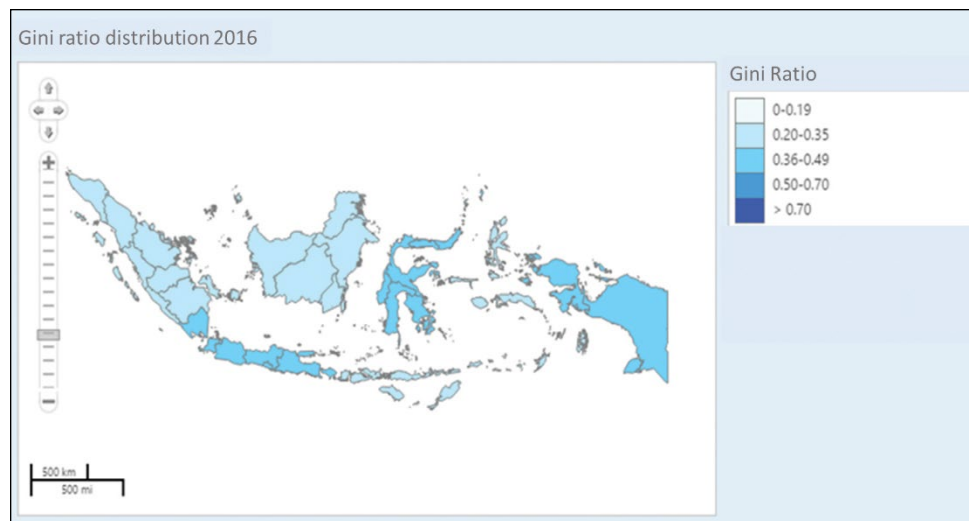 Gini ratio distribution 2016
Gini Ratio
0-0.19
0.20-0.35
0.36-0.49
0.50-0.70
> 0.70
500 km
500 mi